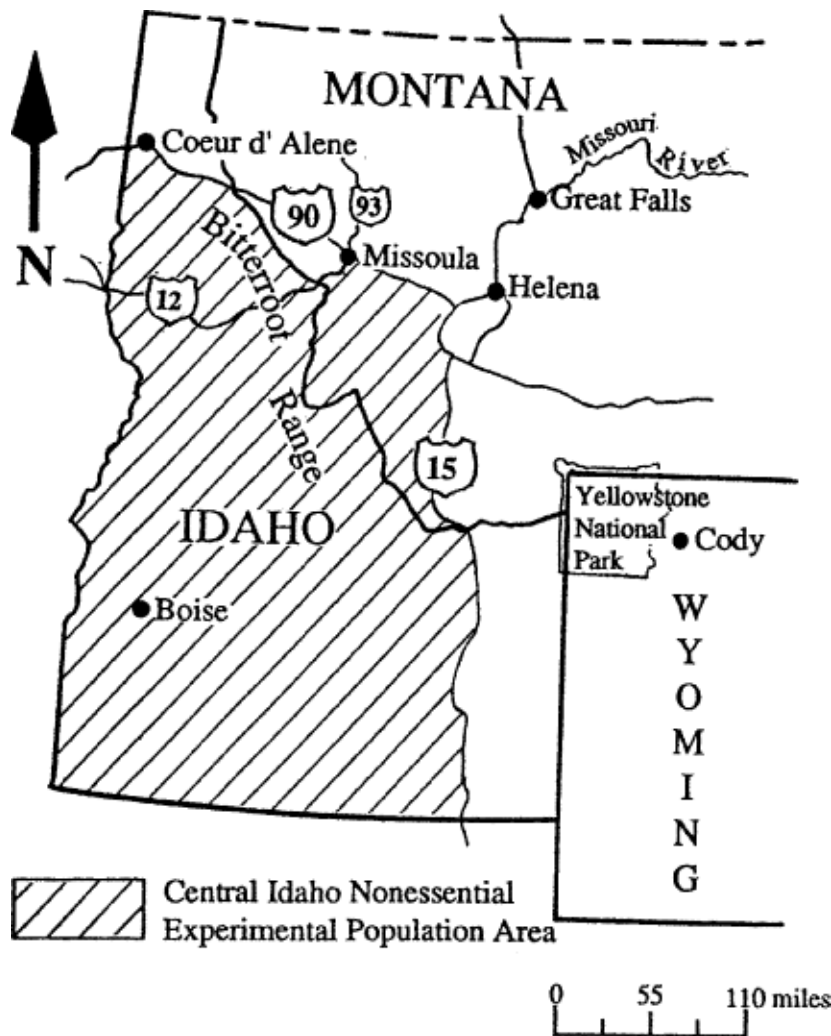 MONTANA
Coeur d' Alene
Missouri
River
90
93
Great Falls
Bitterroot
Missoula
12
Helena
Range
15
Yellowstone
National
Park
Cody
IDAHO
Boise
WYOMING
Central Idaho Nonessential
Experimental Population Area
N
0 55 110 miles